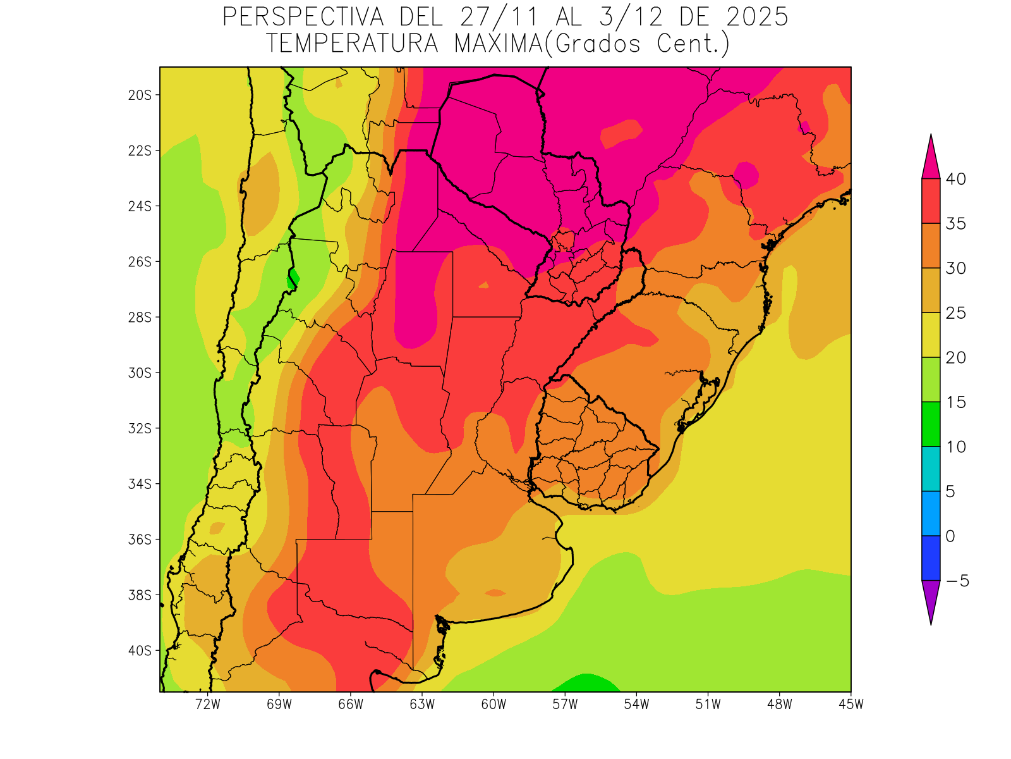 PERSPECTIVA DEL 27/11 AL 3/12 DE 2025
TEMPERATURA MAXIMA(Grados Cent.)
20S
22S
24S
26S
28S
30S
32S
34S
36S
38S
40S
72W 69W 66W 63W 60W 57W 54W 51W 48W 45W
40
35
30
25
20
15
10
5
0
−5